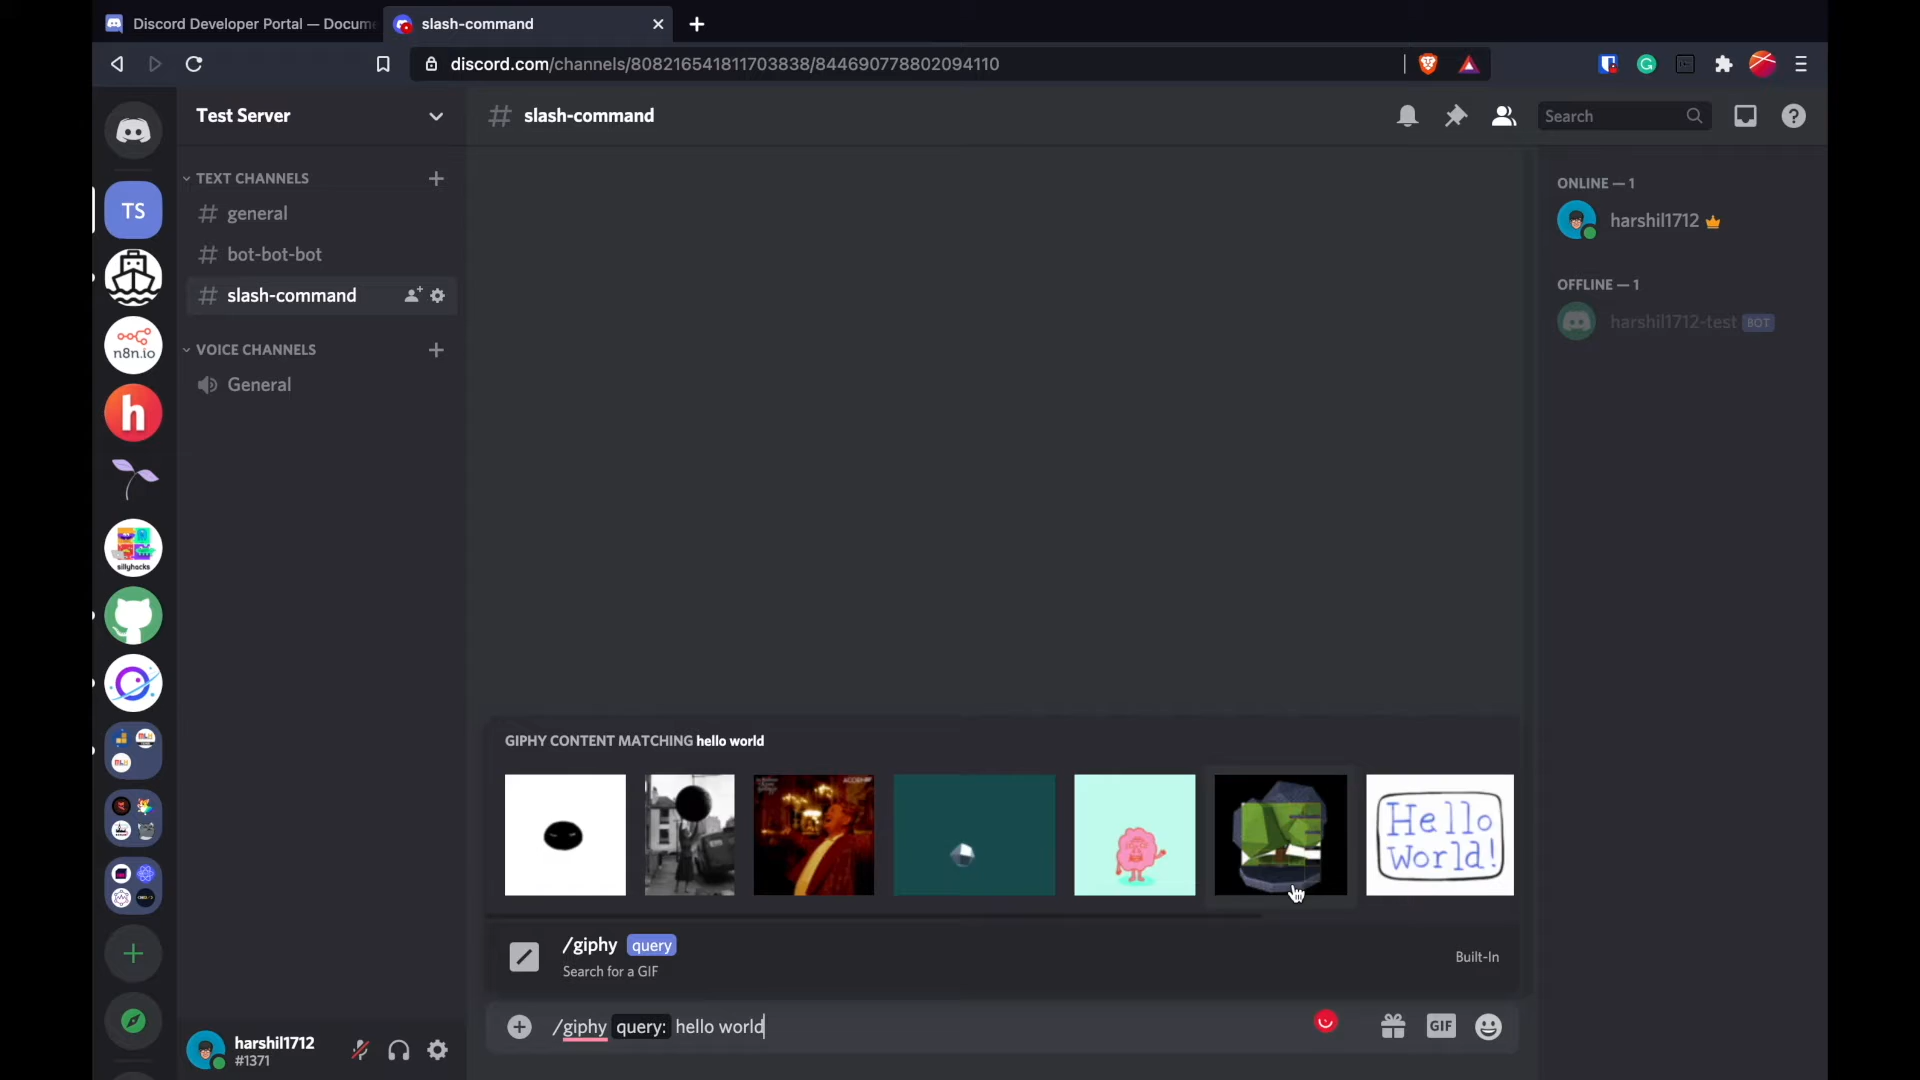 Discord Developer Portal — Docume
slash-command
discord.com/channels/808216541811703838/844690778802094110
Test Server
slash-command
Search
TEXT CHANNELS
general
bot-bot-bot
slash-command
VOICE CHANNELS
General
ONLINE — 1
harshil1712
OFFLINE — 1
harshil1712-test BOT
TS
n8n.io
h
sillyhacks
GIPHY CONTENT MATCHING hello world
Hello
World!
/giphy query
Search for a GIF
Built-In
/giphy query: hello world
GIF
harshil1712
#1371